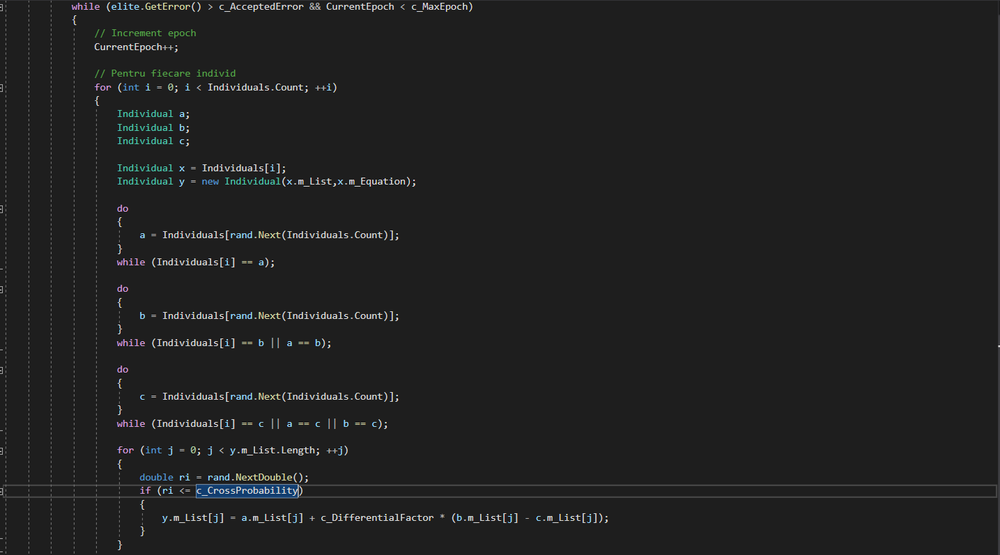 while (elite.GetError() > c_AcceptedError && CurrentEpoch < c_MaxEpoch)
{
// Increment epoch
CurrentEpoch++;
// Pentru fiecare individ
for (int i = 0; i < Individuals.Count; ++i)
{
Individual a;
Individual b;
Individual c;
Individual x = Individuals[i];
Individual y = new Individual(x.m_List,x.m_Equation);
do
{
a = Individuals[rand.Next(Individuals.Count)];
}
while (Individuals[i] == a);
do
{
b = Individuals[rand.Next(Individuals.Count)];
}
while (Individuals[i] == b || a == b);
do
{
c = Individuals[rand.Next(Individuals.Count)];
}
while (Individuals[i] == c || a == c || b == c);
for (int j = 0; j < y.m_List.Length; ++j)
{
double ri = rand.NextDouble();
if (ri <= c_CrossProbability)
{
y.m_List[j] = a.m_List[j] + c_DifferentialFactor * (b.m_List[j] - c.m_List[j]);
}
}